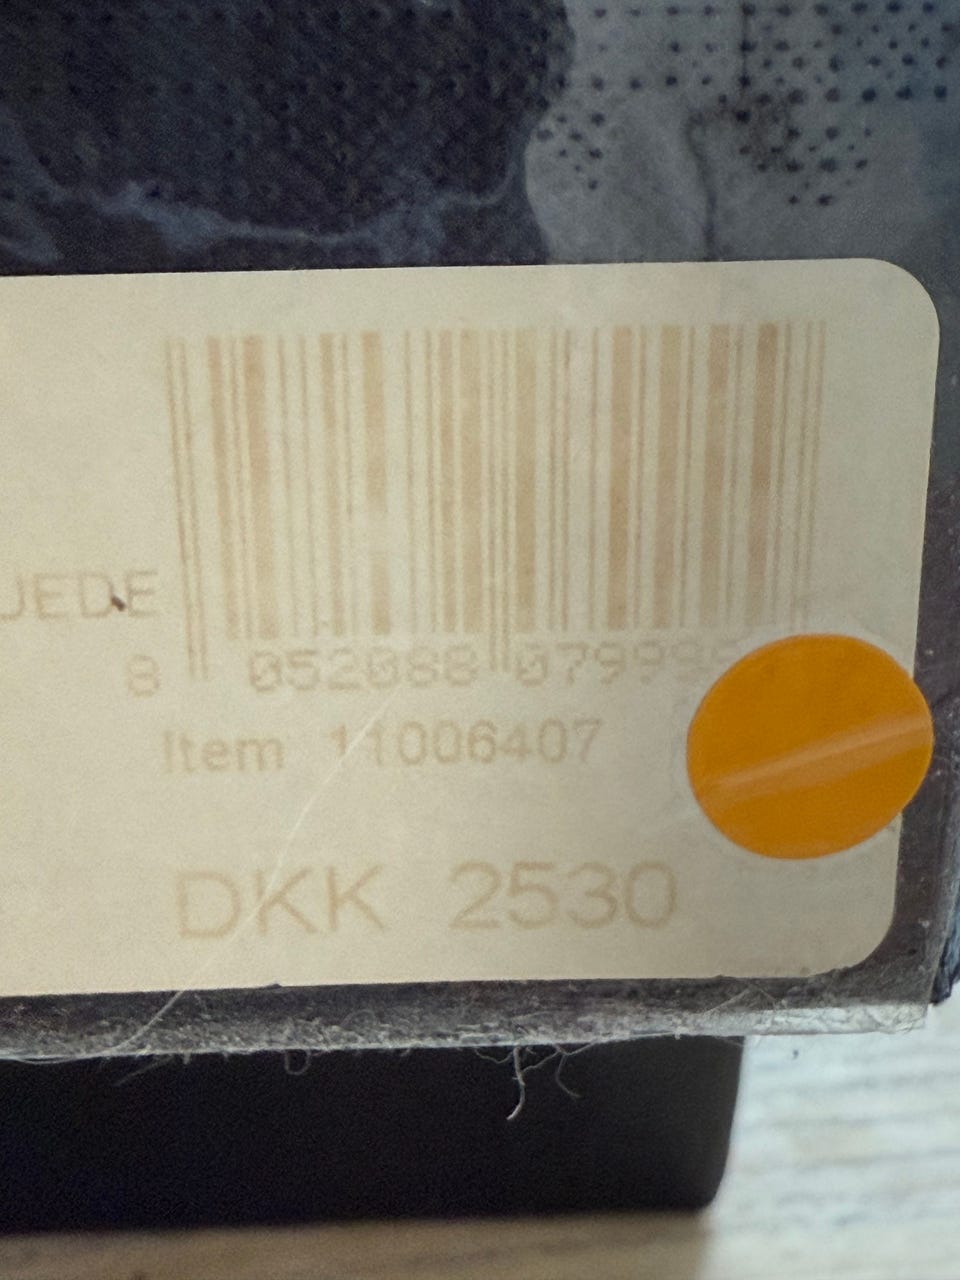 UEDE
8 052088 07999
Item 11006407
DKK 2530